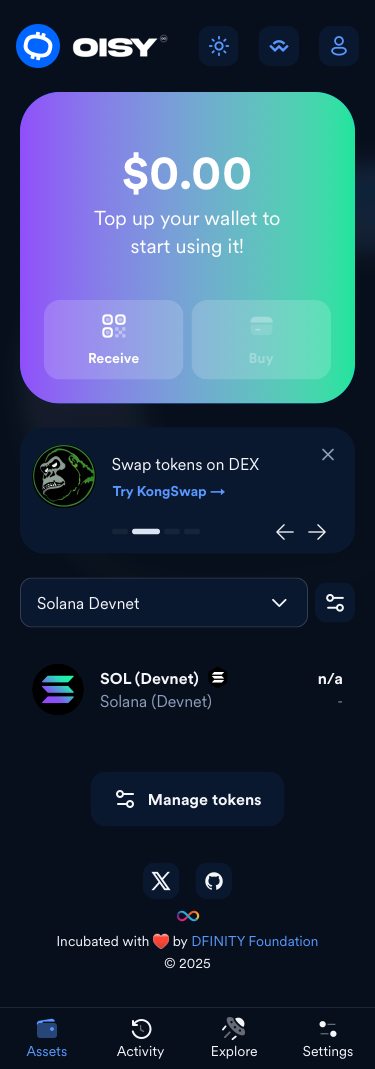 OISY
$0.00
Top up your wallet to
start using it!
Receive
Buy
Swap tokens on DEX
Try KongSwap →
Solana Devnet
SOL (Devnet)
n/a
Solana (Devnet)
-
Manage tokens
Incubated with ❤️ by DFINITY Foundation
© 2025
Assets
Activity
Explore
Settings